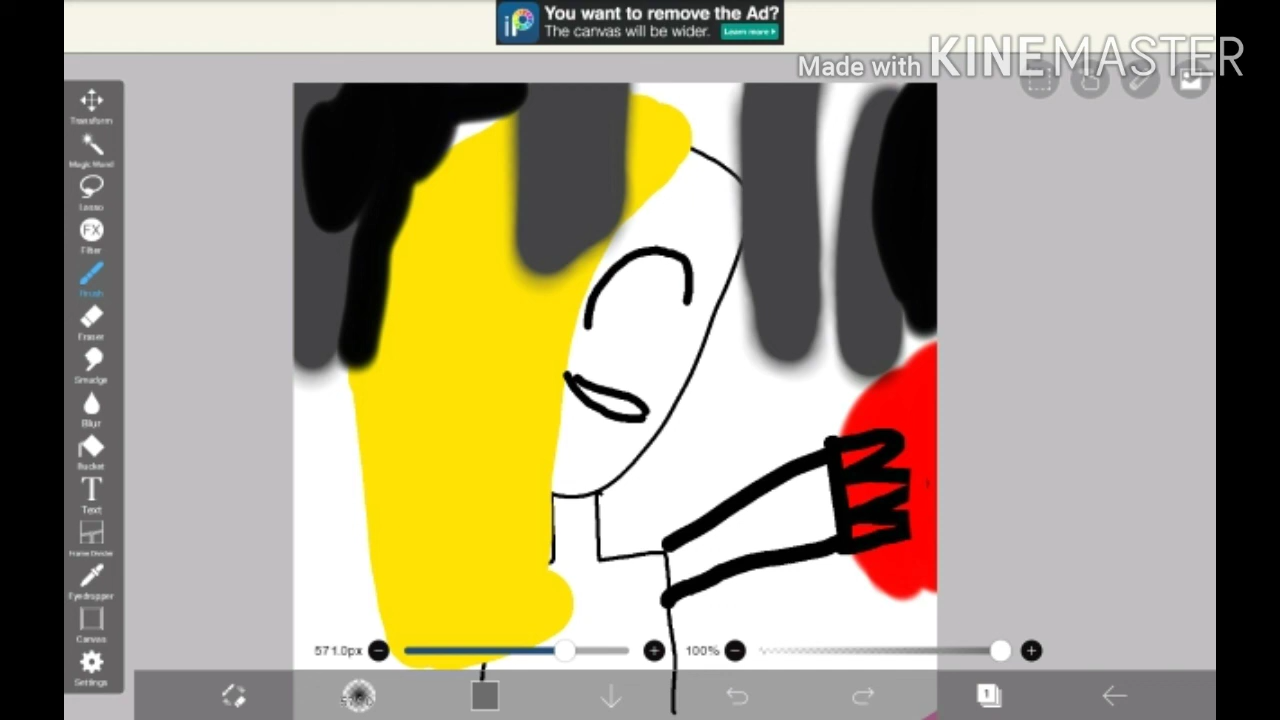 You want to remove the Ad?
The canvas will be wider.
Learn more
Made with KINEMASTER
Transform
Magic Wand
Lasso
FX
Filter
Brush
Eraser
Smudge
Blur
Bucket
T
Text
Frame Divider
Eyedropper
Canvas
Settings
571.0px
100%
1